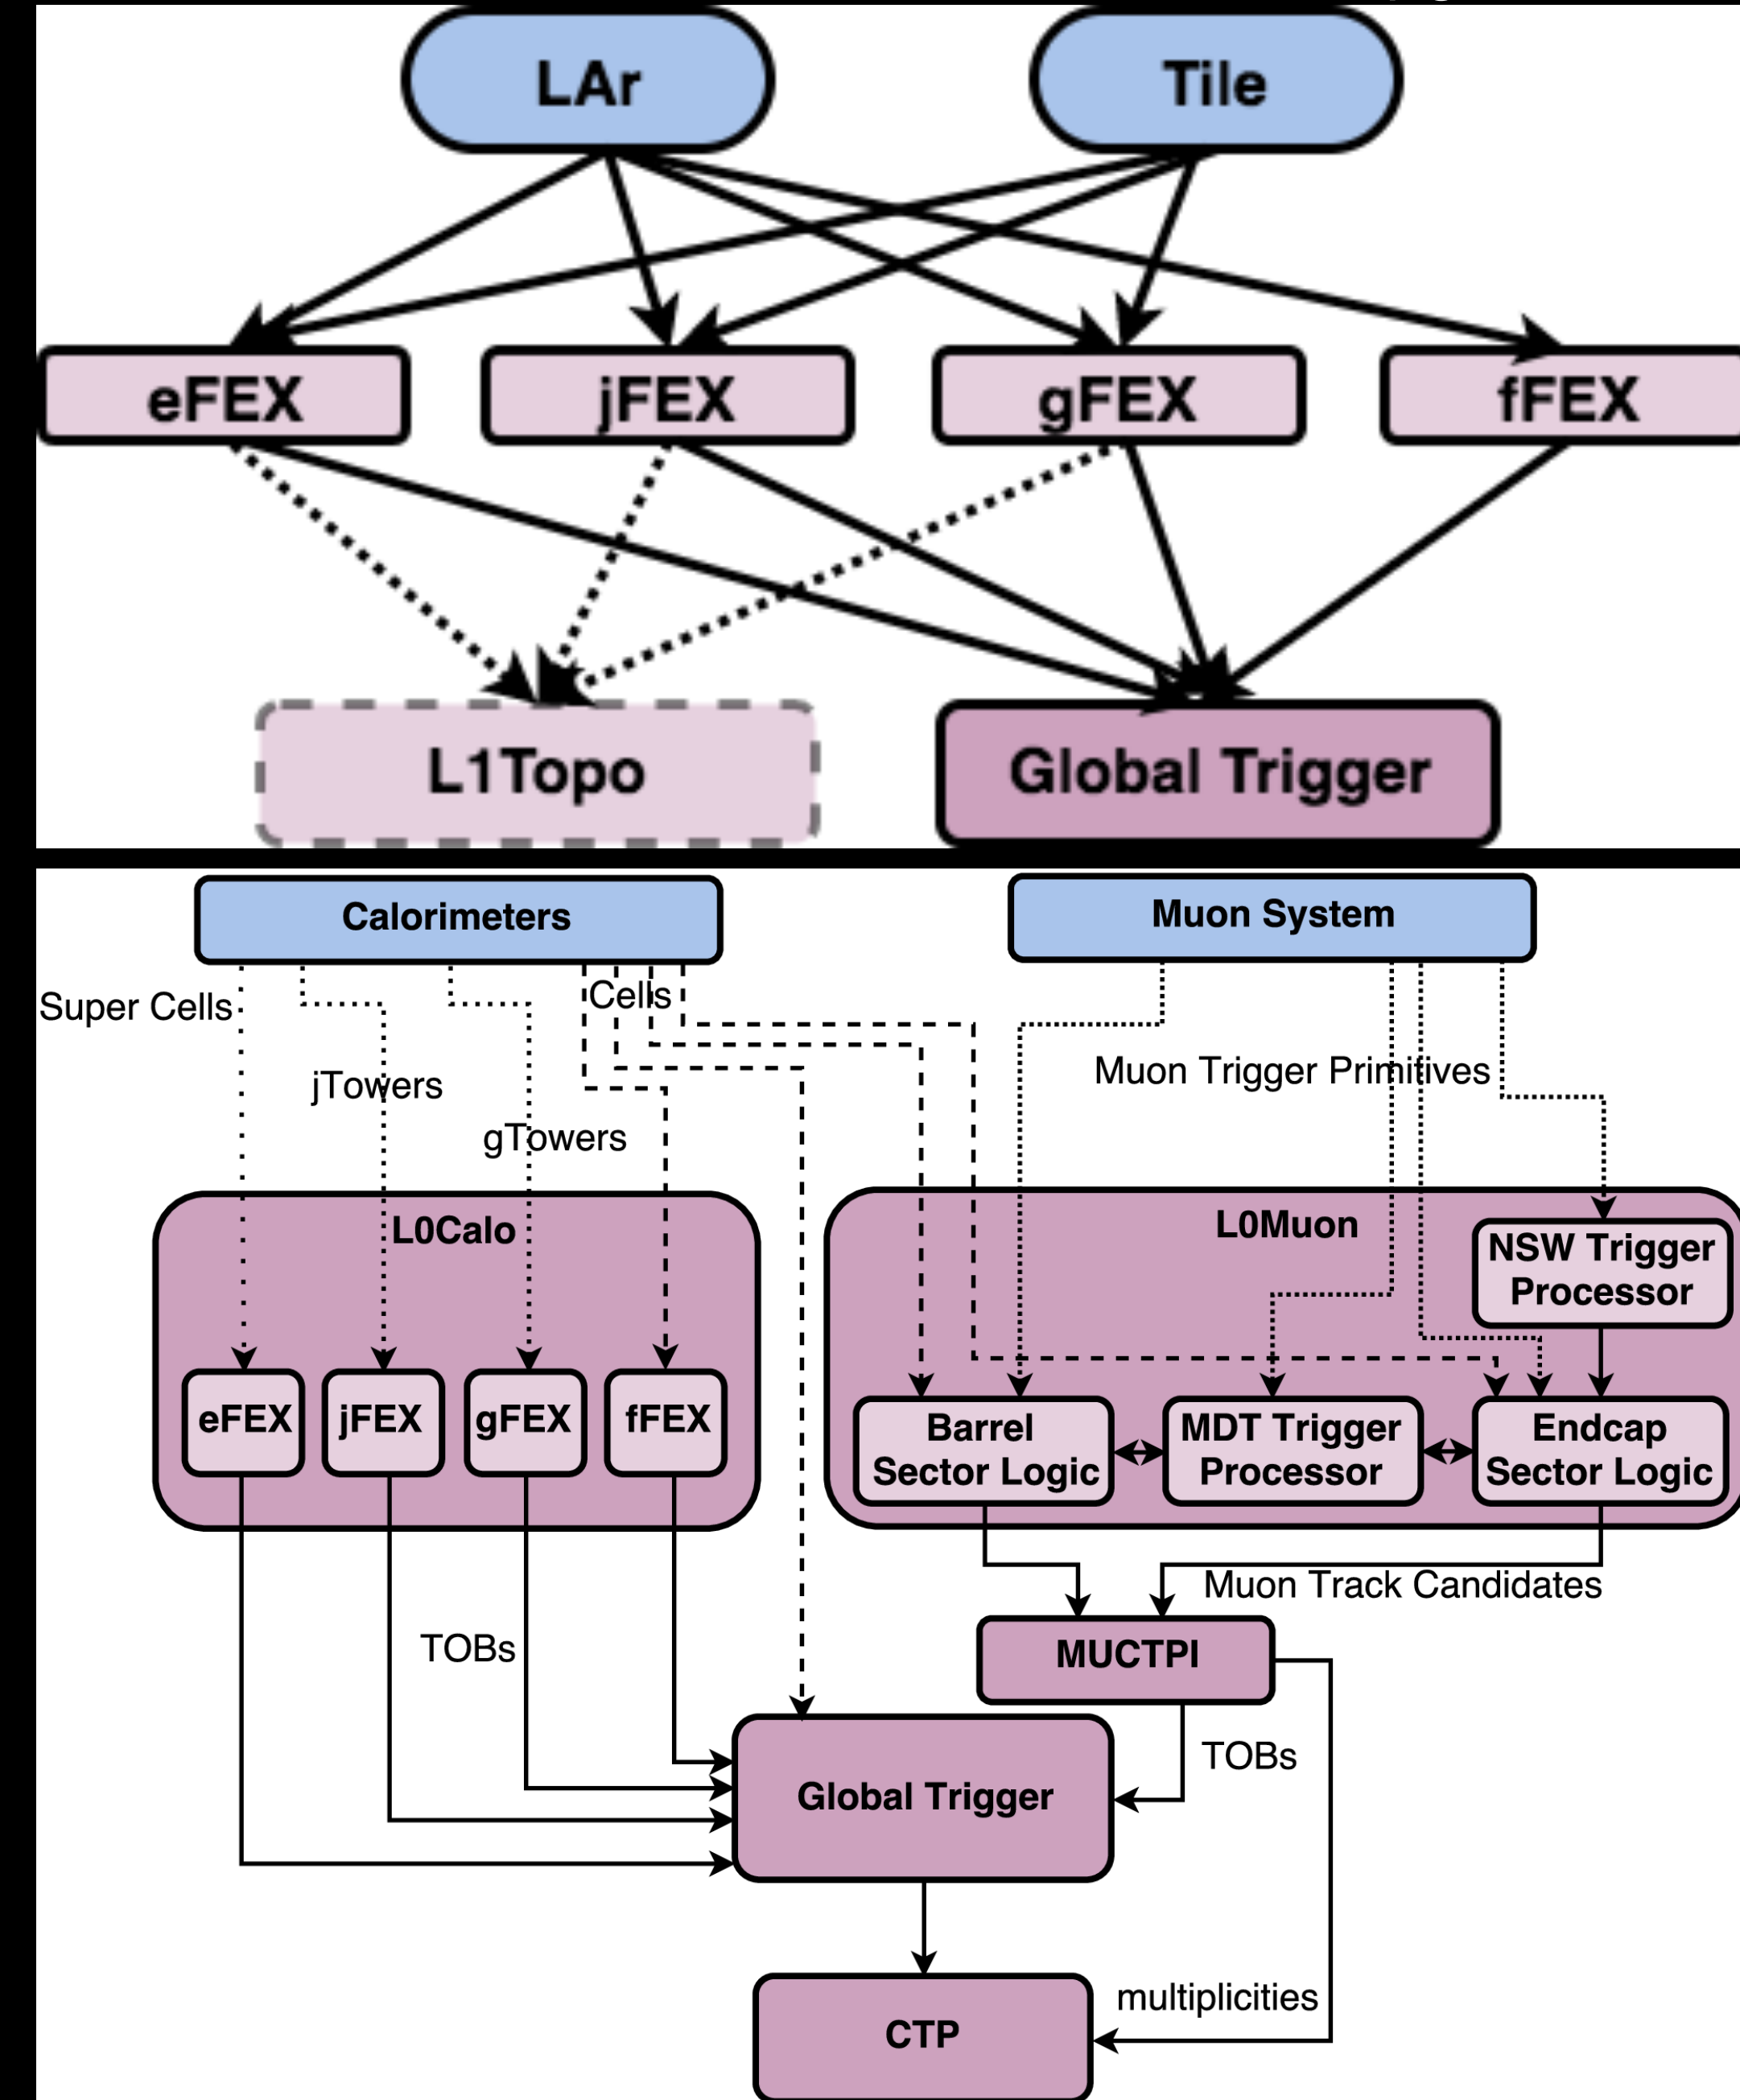 LAr
Tile
eFEX
jFEX
gFEX
fFEX
L1Topo
Global Trigger
Calorimeters
Muon System
Super Cells
Cells
jTowers
Muon Trigger Primitives
gTowers
L0Calo
L0Muon
NSW Trigger
Processor
eFEX
jFEX
gFEX
fFEX
Barrel
Sector Logic
MDT Trigger
Processor
Endcap
Sector Logic
Muon Track Candidates
TOBs
MUCTPI
TOBs
Global Trigger
multiplicities
CTP